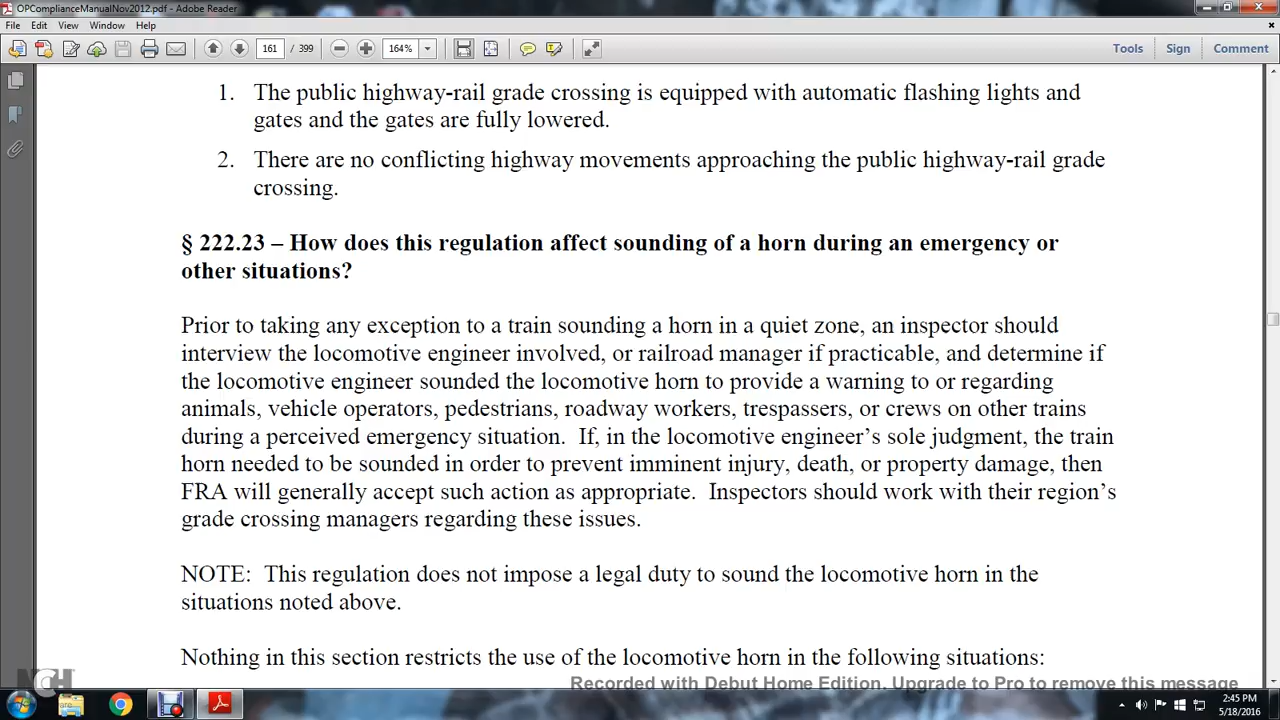 OPComplianceManualNov2012.pdf - Adobe Reader
File Edit View Window Help
161 / 399 164% Tools Sign Comment
1. The public highway-rail grade crossing is equipped with automatic flashing lights and
gates and the gates are fully lowered.
2. There are no conflicting highway movements approaching the public highway-rail grade
crossing.
§ 222.23 – How does this regulation affect sounding of a horn during an emergency or
other situations?
Prior to taking any exception to a train sounding a horn in a quiet zone, an inspector should
interview the locomotive engineer involved, or railroad manager if practicable, and determine if
the locomotive engineer sounded the locomotive horn to provide a warning to or regarding
animals, vehicle operators, pedestrians, roadway workers, trespassers, or crews on other trains
during a perceived emergency situation. If, in the locomotive engineer’s sole judgment, the train
horn needed to be sounded in order to prevent imminent injury, death, or property damage, then
FRA will generally accept such action as appropriate. Inspectors should work with their region’s
grade crossing managers regarding these issues.
NOTE: This regulation does not impose a legal duty to sound the locomotive horn in the
situations noted above.
Nothing in this section restricts the use of the locomotive horn in the following situations:
NCH
Recorded with Debut Home Edition. Upgrade to Pro to remove this message
2:45 PM
5/18/2016